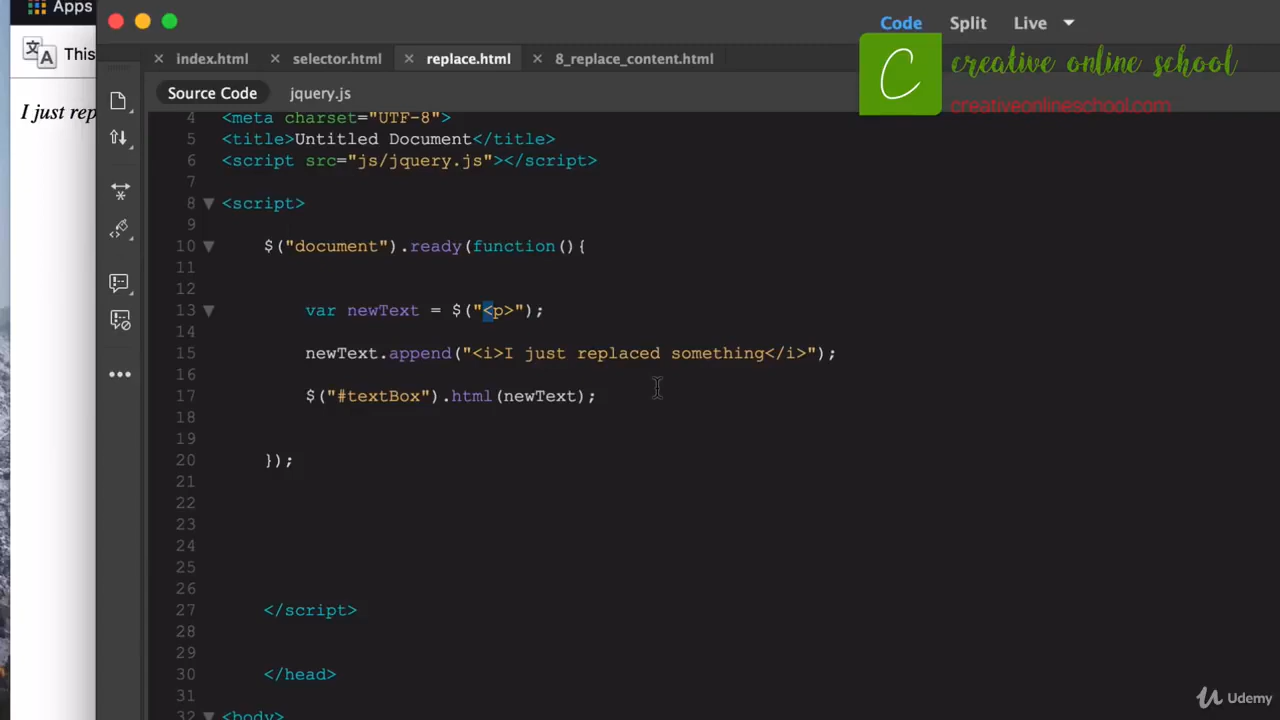 Apps
Code Split Live
This
index.html selector.html replace.html 8_replace_content.html
creative online school
creativeonlineschool.com
Source Code jquery.js
I just rep
4 <meta charset="UTF-8">
5 <title>Untitled Document</title>
6 <script src="js/jquery.js"></script>
7
8 <script>
9
10 $("document").ready(function(){
11
12
13 var newText = $("<p>");
14
15 newText.append("<i>I just replaced something</i>");
16
17 $("#textBox").html(newText);
18
19
20 });
21
22
23
24
25
26
27 </script>
28
29
30 </head>
31
32 <body>
Udemy